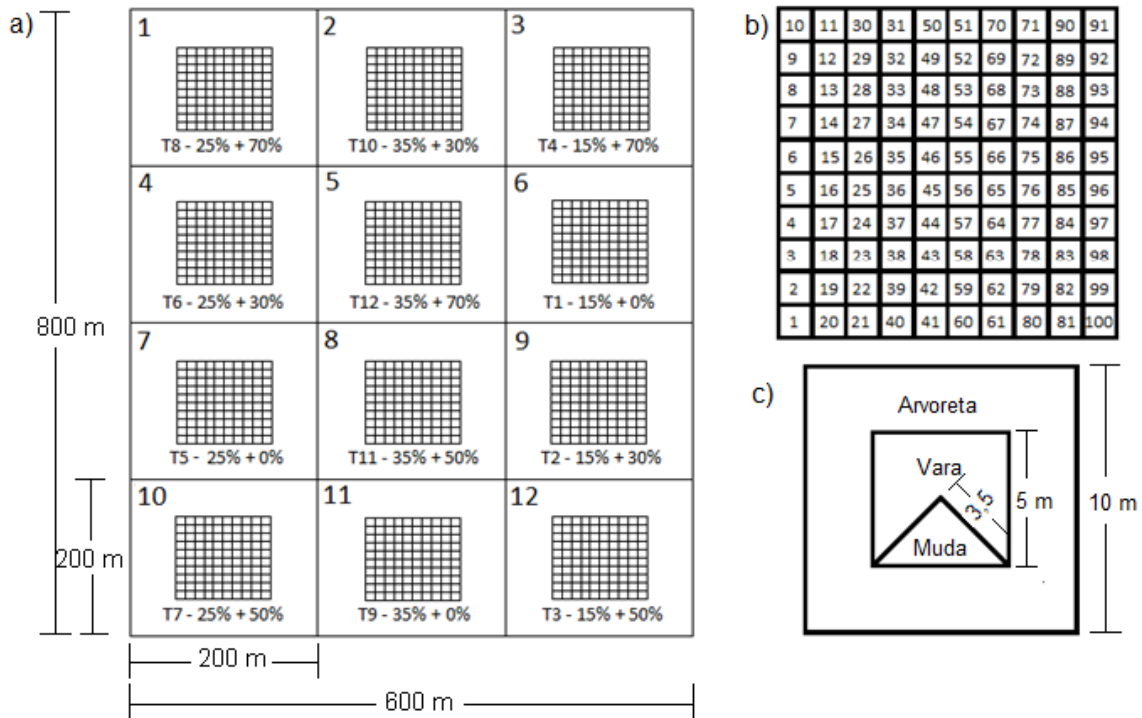 a)
1
2
3
T8 - 25% + 70%
T10 - 35% + 30%
T4 - 15% + 70%
4
5
6
T6 - 25% + 30%
T12 - 35% + 70%
T1 - 15% + 0%
7
8
9
T5 - 25% + 0%
T11 - 35% + 50%
T2 - 15% + 30%
10
11
12
T7 - 25% + 50%
T9 - 35% + 0%
T3 - 15% + 50%
800 m
200 m
200 m
600 m
b)
10 11 30 31 50 51 70 71 90 91
9 12 29 32 49 52 69 72 89 92
8 13 28 33 48 53 68 73 88 93
7 14 27 34 47 54 67 74 87 94
6 15 26 35 46 55 66 75 86 95
5 16 25 36 45 56 65 76 85 96
4 17 24 37 44 57 64 77 84 97
3 18 23 38 43 58 63 78 83 98
2 19 22 39 42 59 62 79 82 99
1 20 21 40 41 60 61 80 81 100
c)
Arvoreta
Vara
3,5
Muda
5 m
10 m